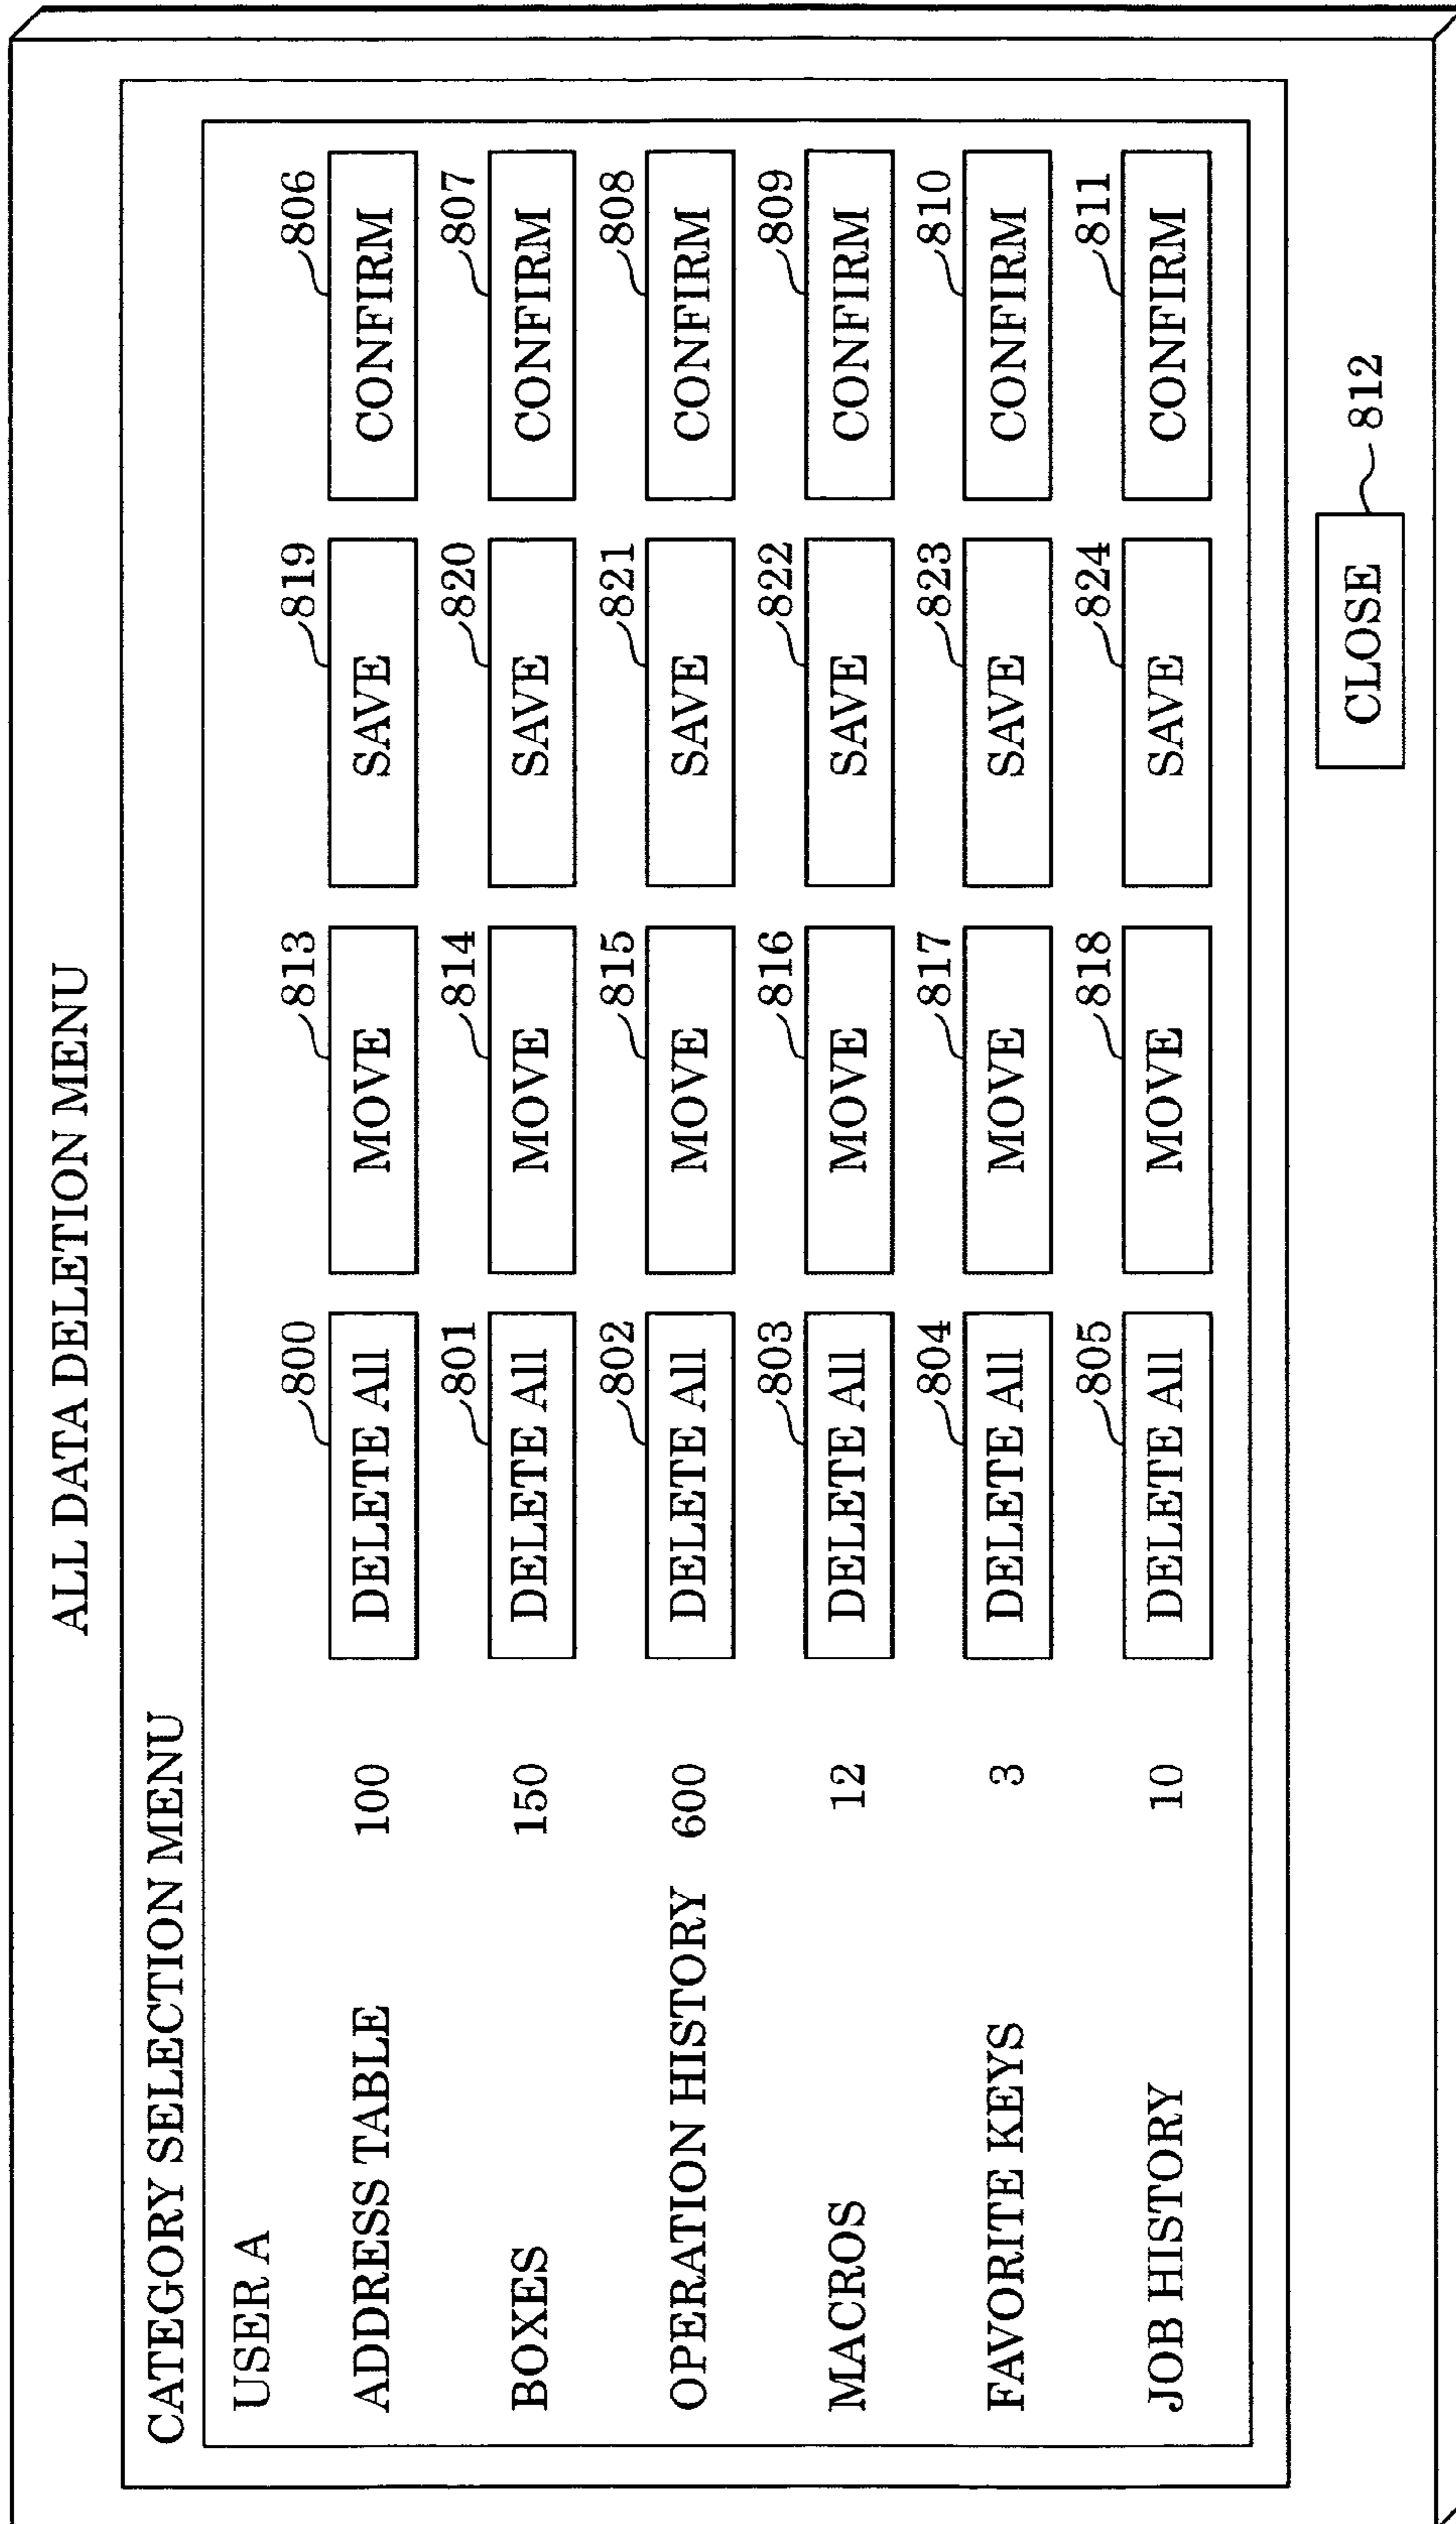 ALL DATA DELETION MENU
CATEGORY SELECTION MENU
USER A
800 813 819 806
ADDRESS TABLE 100 DELETE All MOVE SAVE CONFIRM
801 814 820 807
BOXES 150 DELETE All MOVE SAVE CONFIRM
802 815 821 808
OPERATION HISTORY 600 DELETE All MOVE SAVE CONFIRM
803 816 822 809
MACROS 12 DELETE All MOVE SAVE CONFIRM
804 817 823 810
FAVORITE KEYS 3 DELETE All MOVE SAVE CONFIRM
805 818 824 811
JOB HISTORY 10 DELETE All MOVE SAVE CONFIRM
CLOSE 812